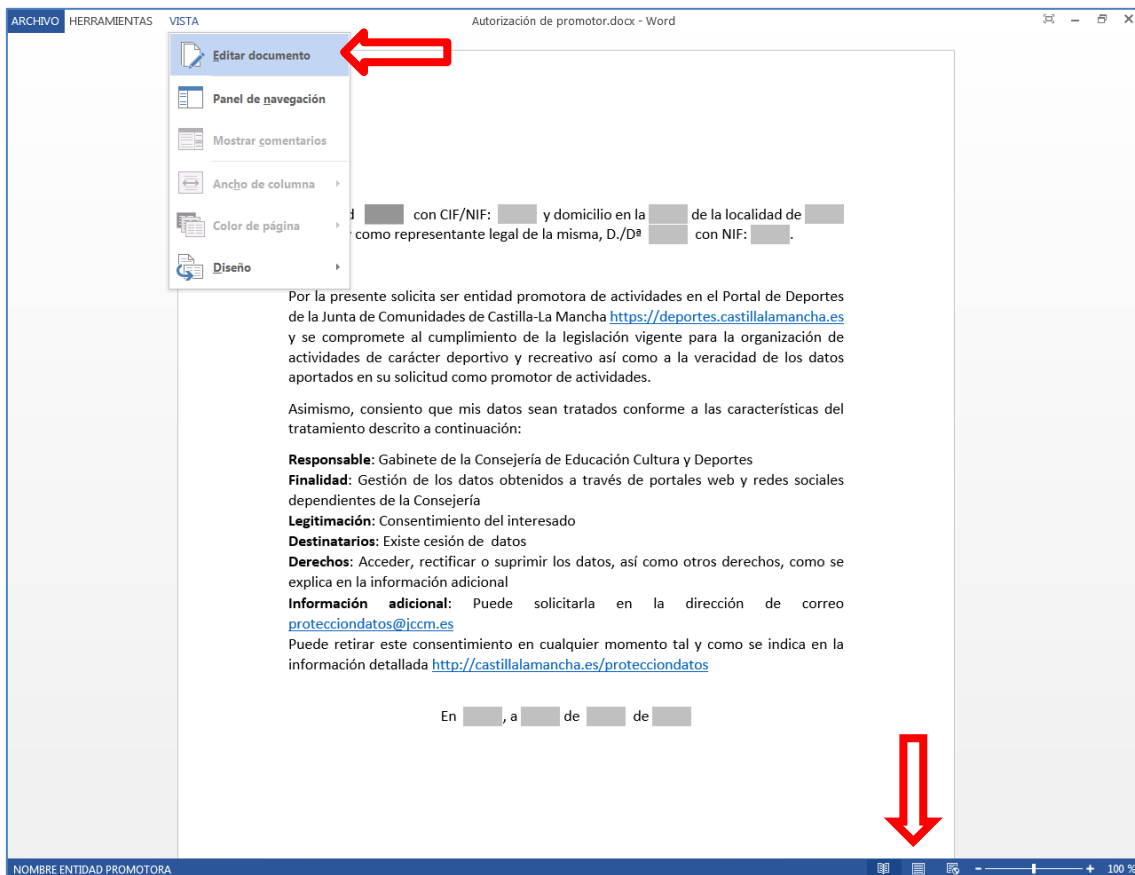 ARCHIVO HERRAMIENTAS VISTA Autorización de promotor.docx - Word
Editar documento
Panel de navegación
Mostrar comentarios
Ancho de columna
Color de página
Diseño
con CIF/NIF: y domicilio en la de la localidad de
como representante legal de la misma, D./Dª con NIF: .
Por la presente solicita ser entidad promotora de actividades en el Portal de Deportes
de la Junta de Comunidades de Castilla-La Mancha https://deportes.castillalamancha.es
y se compromete al cumplimiento de la legislación vigente para la organización de
actividades de carácter deportivo y recreativo así como a la veracidad de los datos
aportados en su solicitud como promotor de actividades.
Asimismo, consiento que mis datos sean tratados conforme a las características del
tratamiento descrito a continuación:
Responsable: Gabinete de la Consejería de Educación Cultura y Deportes
Finalidad: Gestión de los datos obtenidos a través de portales web y redes sociales
dependientes de la Consejería
Legitimación: Consentimiento del interesado
Destinatarios: Existe cesión de datos
Derechos: Acceder, rectificar o suprimir los datos, así como otros derechos, como se
explica en la información adicional
Información adicional: Puede solicitarla en la dirección de correo
protecciondatos@jccm.es
Puede retirar este consentimiento en cualquier momento tal y como se indica en la
información detallada http://castillalamancha.es/protecciondatos
En , a de de
NOMBRE ENTIDAD PROMOTORA 100 %